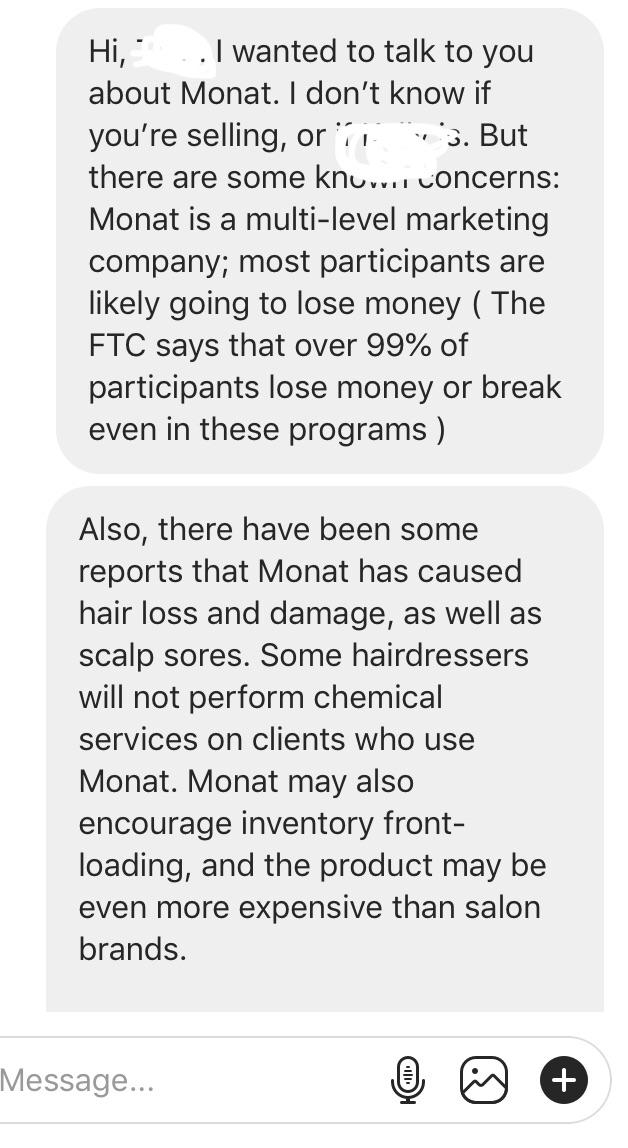 Hi, I wanted to talk to you
about Monat. I don't know if
you're selling, or But
there are some known concerns:
Monat is a multi-level marketing
company; most participants are
likely going to lose money ( The
FTC says that over 99% of
participants lose money or break
even in these programs )
Also, there have been some
reports that Monat has caused
hair loss and damage, as well as
scalp sores. Some hairdressers
will not perform chemical
services on clients who use
Monat. Monat may also
encourage inventory front-
loading, and the product may be
even more expensive than salon
brands.
Message...